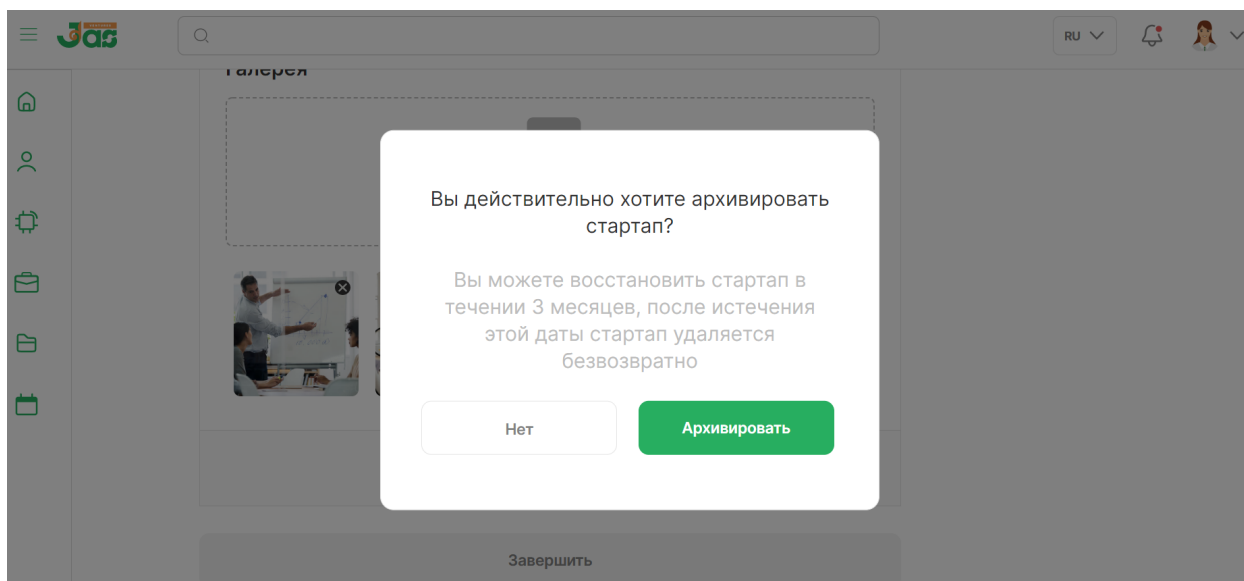 Jas
RU
Галерея
Вы действительно хотите архивировать
стартап?
Вы можете восстановить стартап в
течении 3 месяцев, после истечения
этой даты стартап удаляется
безвозвратно
Нет
Архивировать
Завершить